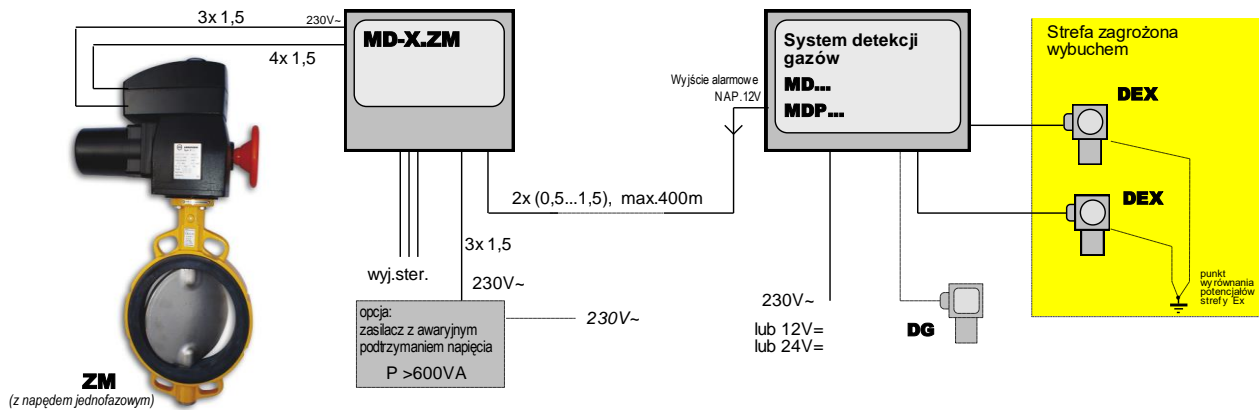 3x 1,5
230V~
4x 1,5
MD-X.ZM
System detekcji
gazów
MD...
MDP...
Wyjście alarmowe
NAP.12V
Strefa zagrożona
wybuchem
DEX
DEX
2x (0,5...1,5), max.400m
3x 1,5
wyj.ster.
230V~
opcja:
zasilacz z awaryjnym
podtrzymaniem napięcia
P >600VA
230V~
230V~
lub 12V=
lub 24V=
DG
punkt
wyrównania
potencjałów
strefy Ex
ZM
(z napędem jednofazowym)